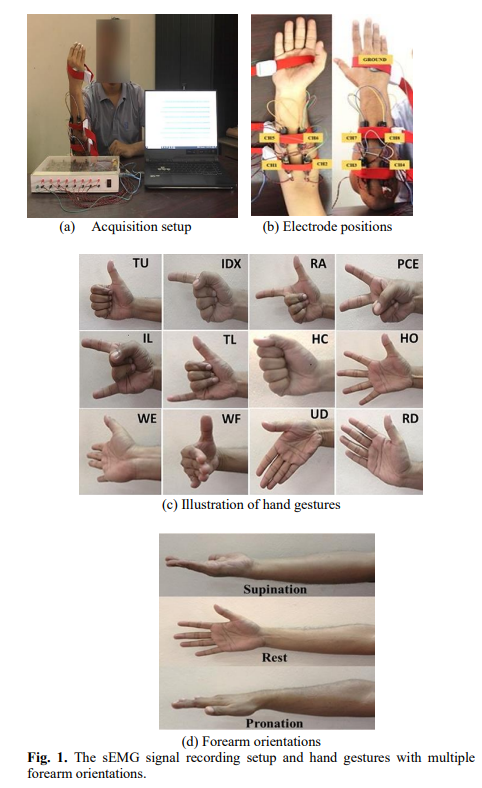 GROUND
CH5 CH6 CH7 CH8
CH1 CH2 CH3 CH4
(a) Acquisition setup
(b) Electrode positions
TU IDX RA PCE
IL TL HC HO
WE WF UD RD
(c) Illustration of hand gestures
Supination
Rest
Pronation
(d) Forearm orientations
Fig. 1. The sEMG signal recording setup and hand gestures with multiple
forearm orientations.